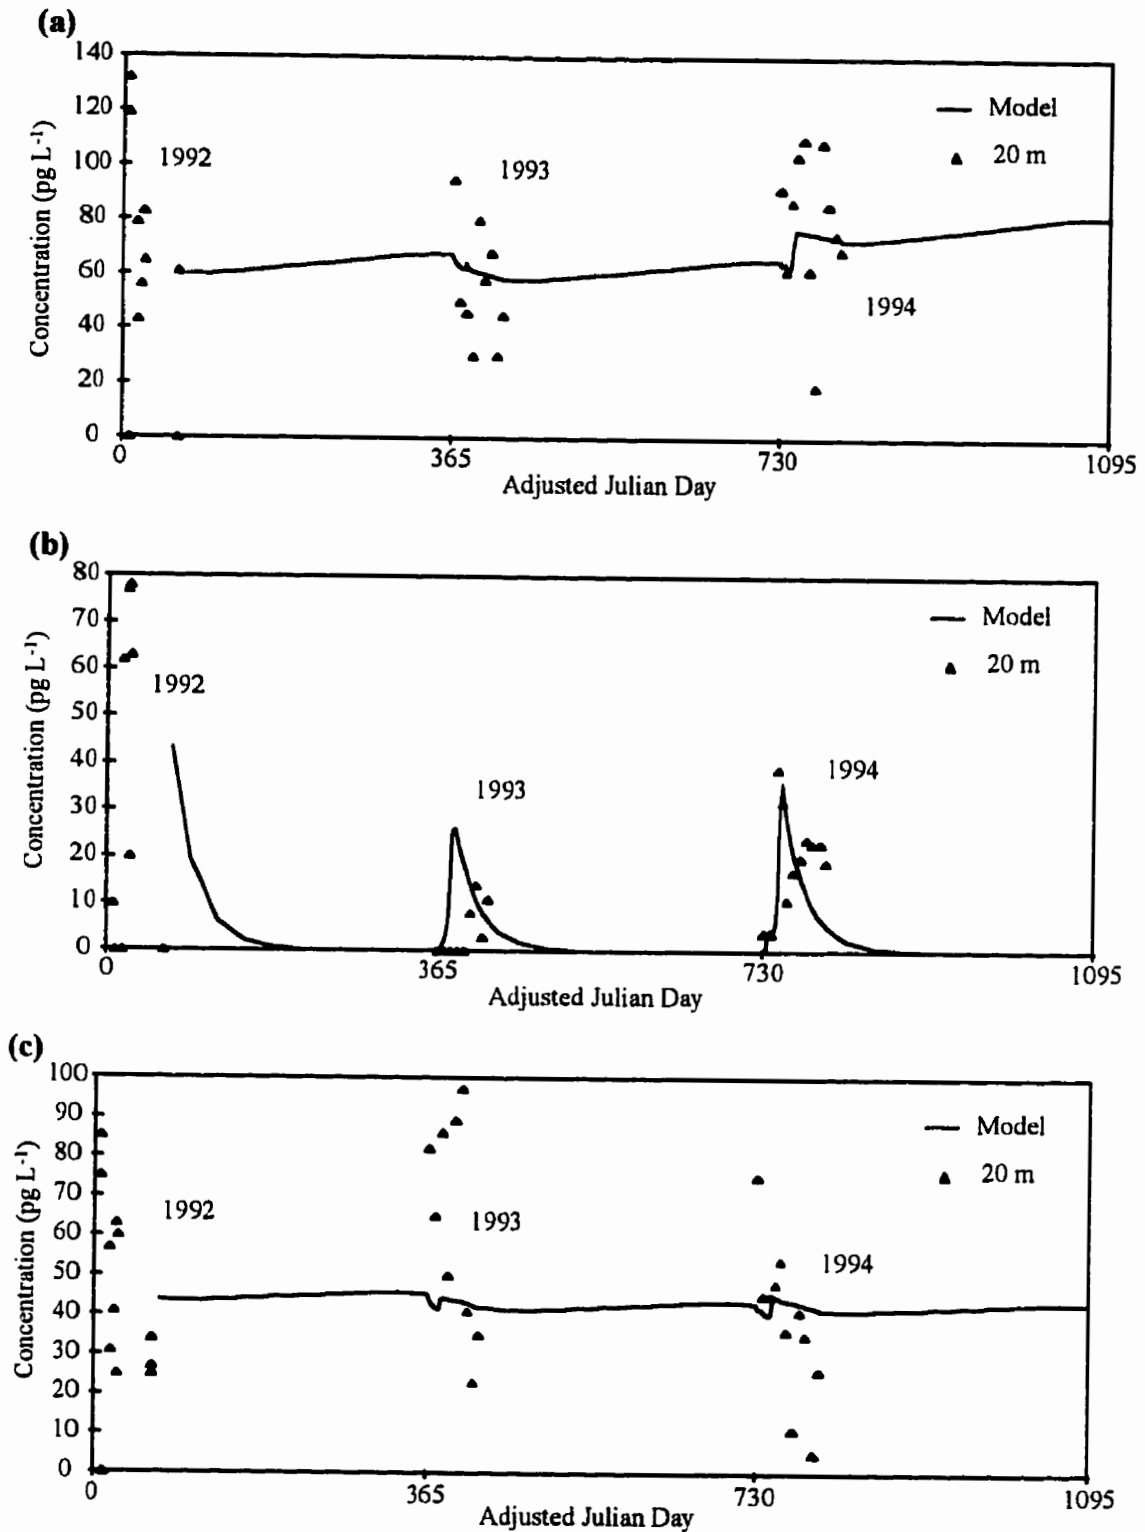 (a)
140
120
100
80
60
40
20
0
Concentration (pg L-1)
1992
1993
1994
Model
20 m
0 365 730 1095
Adjusted Julian Day
(b)
80
70
60
50
40
30
20
10
0
Concentration (pg L-1)
1992
1993
1994
Model
20 m
0 365 730 1095
Adjusted Julian Day
(c)
100
90
80
70
60
50
40
30
20
10
0
Concentration (pg L-1)
1992
1993
1994
Model
20 m
0 365 730 1095
Adjusted Julian Day